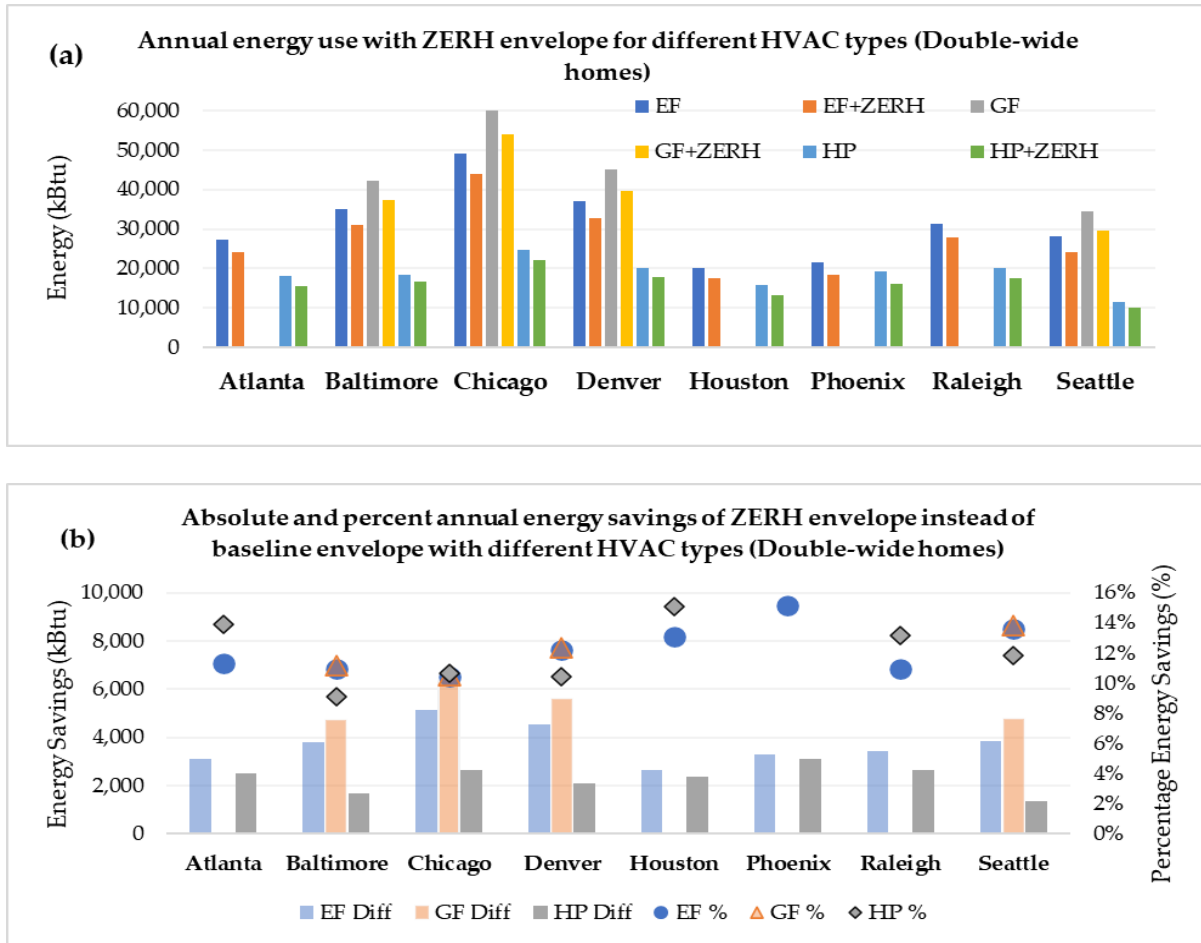 (a)
Annual energy use with ZERH envelope for different HVAC types (Double-wide
homes)
EF
EF+ZERH
GF
GF+ZERH
HP
HP+ZERH
Energy (kBtu)
60,000
50,000
40,000
30,000
20,000
10,000
0
Atlanta Baltimore Chicago Denver Houston Phoenix Raleigh Seattle
(b)
Absolute and percent annual energy savings of ZERH envelope instead of
baseline envelope with different HVAC types (Double-wide homes)
Energy Savings (kBtu)
10,000
8,000
6,000
4,000
2,000
0
16%
14%
12%
10%
8%
6%
4%
2%
0%
Percentage Energy Savings (%)
Atlanta Baltimore Chicago Denver Houston Phoenix Raleigh Seattle
EF Diff GF Diff HP Diff EF % GF % HP %